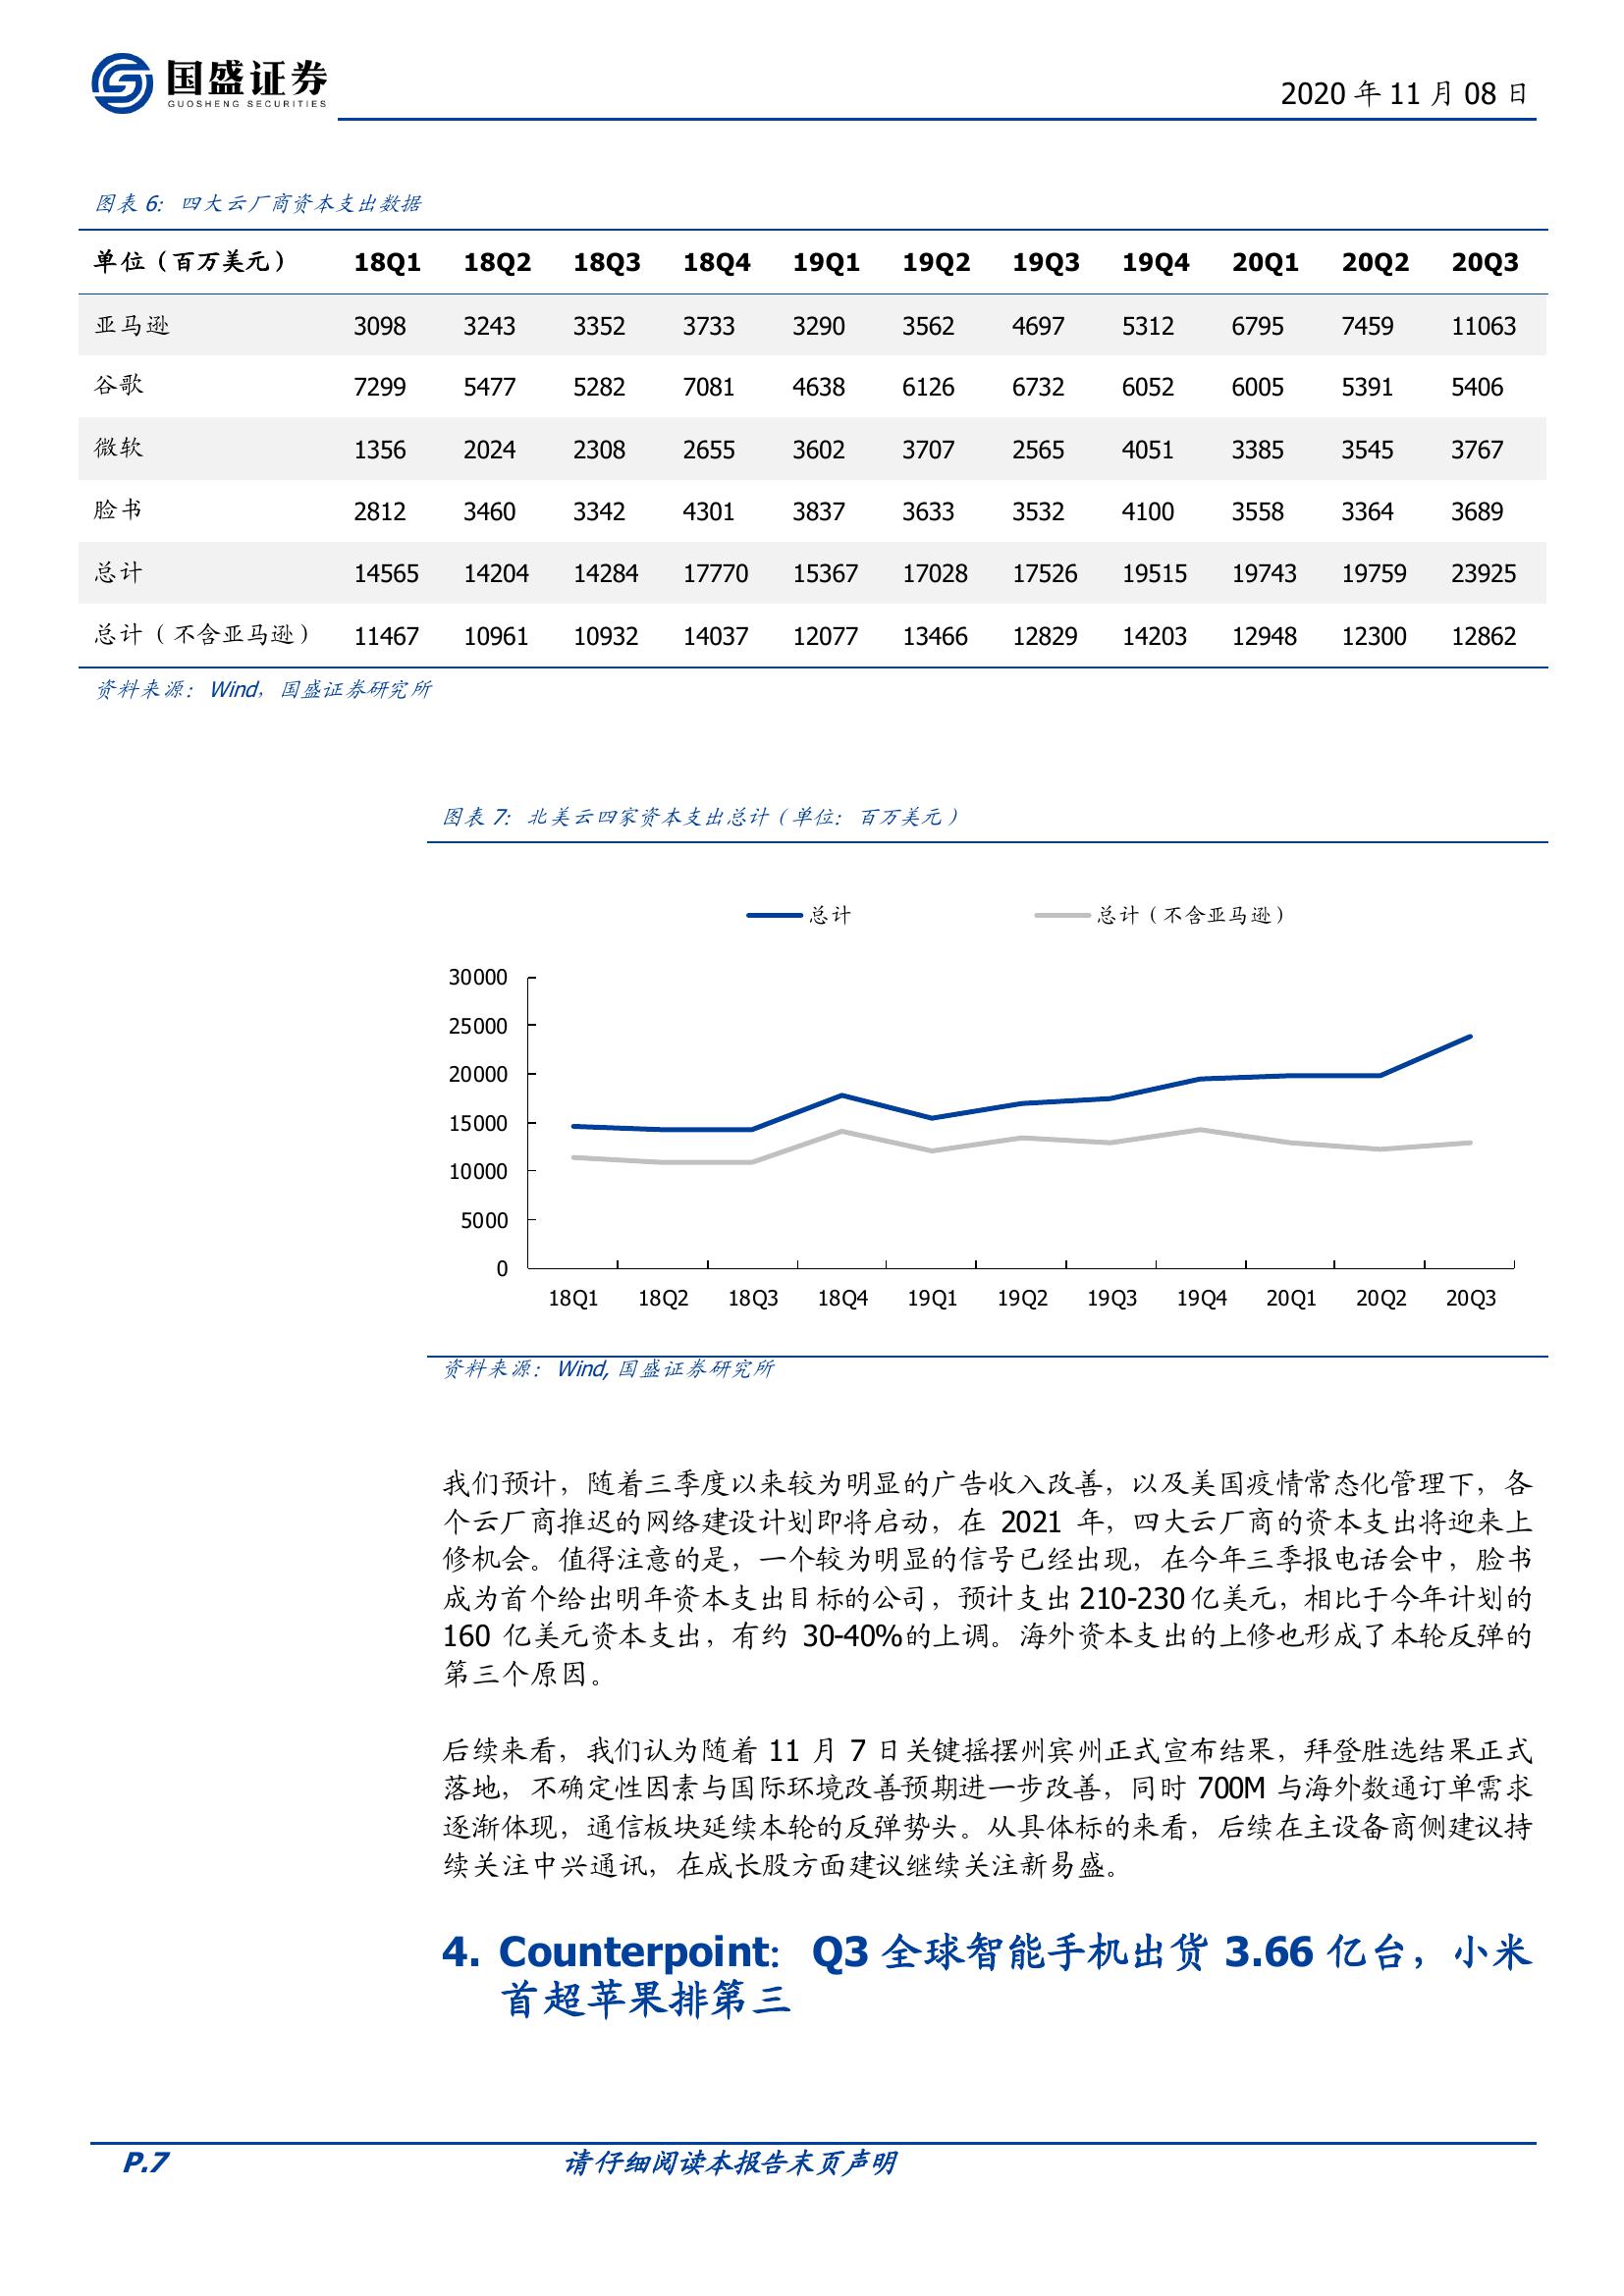 国盛证券
GUOSHENG SECURITIES
2020 年 11 月 08 日
图表 6： 四大云厂商资本支出数据
单位（百万美元） 18Q1 18Q2 18Q3 18Q4 19Q1 19Q2 19Q3 19Q4 20Q1 20Q2 20Q3
亚马逊 3098 3243 3352 3733 3290 3562 4697 5312 6795 7459 11063
谷歌 7299 5477 5282 7081 4638 6126 6732 6052 6005 5391 5406
微软 1356 2024 2308 2655 3602 3707 2565 4051 3385 3545 3767
脸书 2812 3460 3342 4301 3837 3633 3532 4100 3558 3364 3689
总计 14565 14204 14284 17770 15367 17028 17526 19515 19743 19759 23925
总计（不含亚马逊） 11467 10961 10932 14037 12077 13466 12829 14203 12948 12300 12862
资料来源： Wind，国盛证券研究所
图表 7： 北美云四家资本支出总计（单位： 百万美元）
总计 总计（不含亚马逊）
30000
25000
20000
15000
10000
5000
0
18Q1 18Q2 18Q3 18Q4 19Q1 19Q2 19Q3 19Q4 20Q1 20Q2 20Q3
资料来源： Wind, 国盛证券研究所
我们预计，随着三季度以来较为明显的广告收入改善，以及美国疫情常态化管理下，各
个云厂商推迟的网络建设计划即将启动，在 2021 年，四大云厂商的资本支出将迎来上
修机会。值得注意的是，一个较为明显的信号已经出现，在今年三季报电话会中，脸书
成为首个给出明年资本支出目标的公司，预计支出 210-230 亿美元，相比于今年计划的
160 亿美元资本支出，有约 30-40%的上调。海外资本支出的上修也形成了本轮反弹的
第三个原因。
后续来看，我们认为随着 11 月 7 日关键摇摆州宾州正式宣布结果，拜登胜选结果正式
落地，不确定性因素与国际环境改善预期进一步改善，同时 700M 与海外数通订单需求
逐渐体现，通信板块延续本轮的反弹势头。从具体标的来看，后续在主设备商侧建议持
续关注中兴通讯，在成长股方面建议继续关注新易盛。
4. Counterpoint： Q3 全球智能手机出货 3.66 亿台，小米
首超苹果排第三
P.7 请仔细阅读本报告末页声明